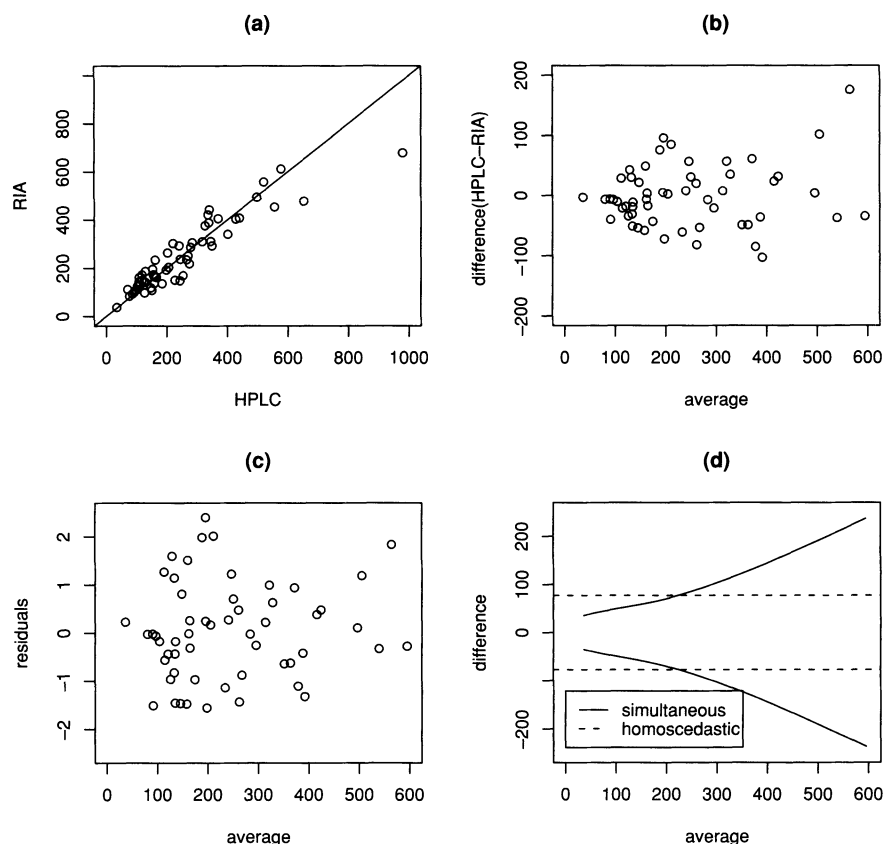 (a)
RIA
0 200 400 600 800
0 200 400 600 800 1000
HPLC
(b)
difference(HPLC–RIA)
-200 -100 0 100 200
0 100 200 300 400 500 600
average
(c)
residuals
-2 -1 0 1 2
0 100 200 300 400 500 600
average
(d)
difference
-200 0 100 200
simultaneous
homoscedastic
0 100 200 300 400 500 600
average